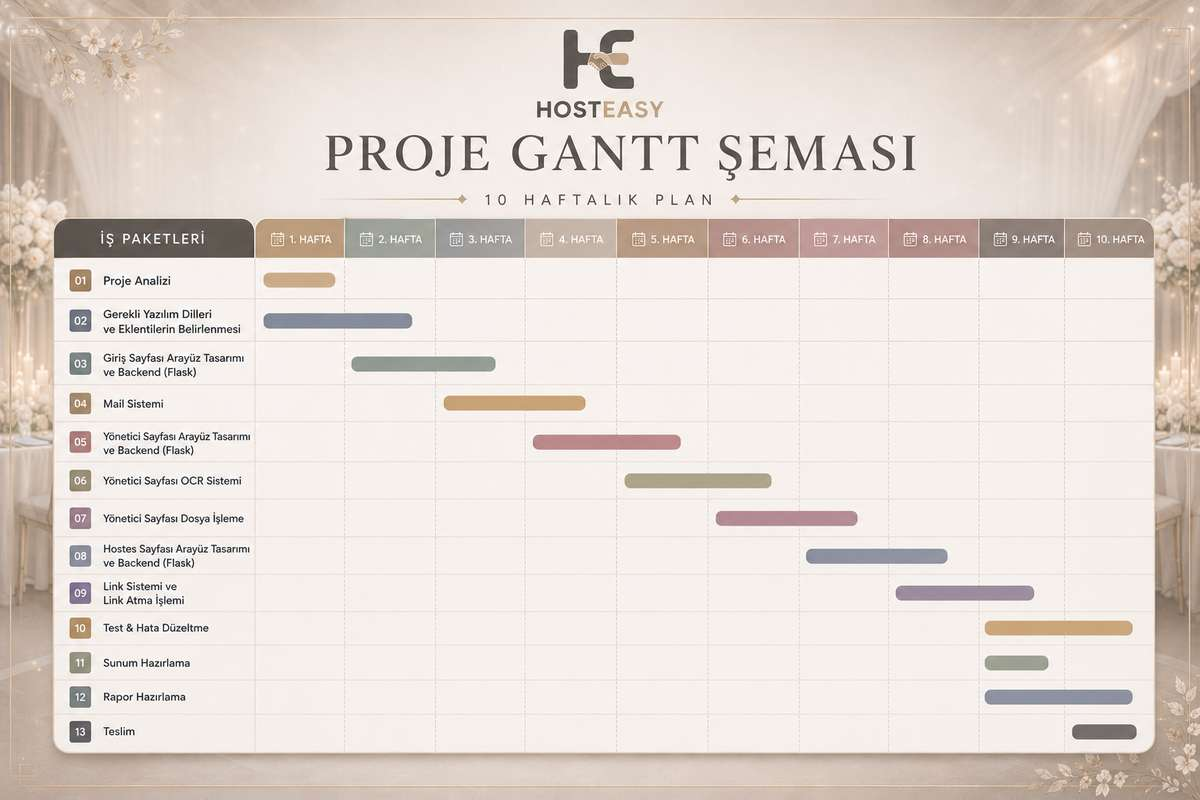 HE
HOSTEASY
PROJE GANTT ŞEMASI
10 HAFTALIK PLAN
İŞ PAKETLERİ
1. HAFTA
2. HAFTA
3. HAFTA
4. HAFTA
5. HAFTA
6. HAFTA
7. HAFTA
8. HAFTA
9. HAFTA
10. HAFTA
01 Proje Analizi
02 Gerekli Yazılım Dilleri
ve Eklentilerin Belirlenmesi
03 Giriş Sayfası Arayüz Tasarımı
ve Backend (Flask)
04 Mail Sistemi
05 Yönetici Sayfası Arayüz Tasarımı
ve Backend (Flask)
06 Yönetici Sayfası OCR Sistemi
07 Yönetici Sayfası Dosya İşleme
08 Hostes Sayfası Arayüz Tasarımı
ve Backend (Flask)
09 Link Sistemi ve
Link Atma İşlemi
10 Test & Hata Düzeltme
11 Sunum Hazırlama
12 Rapor Hazırlama
13 Teslim